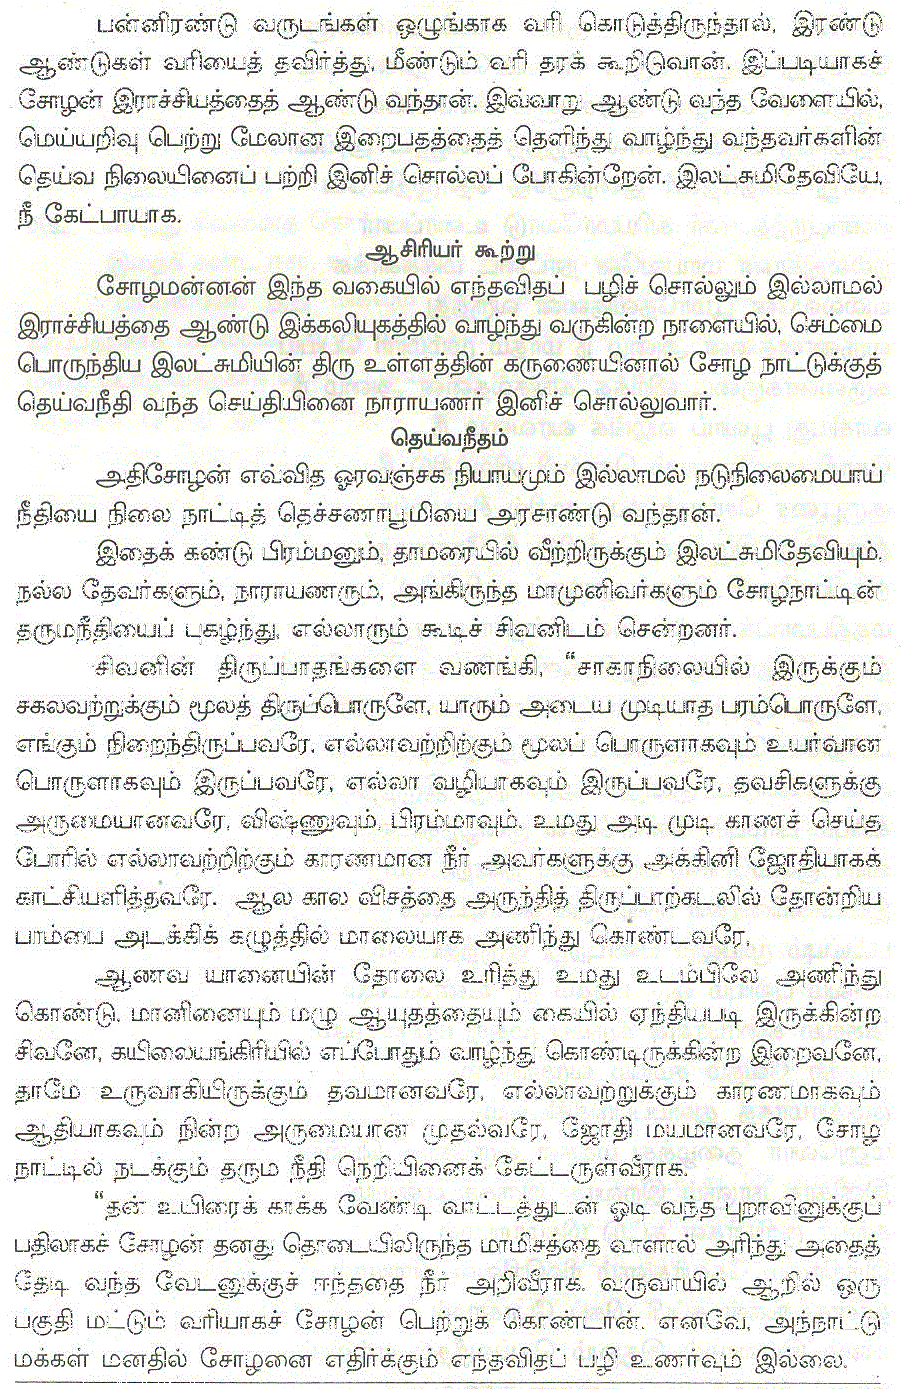 பன்னிரண்டு வருடங்கள் ஒழுங்காக வரி கொடுத்திருந்தால், இரண்டு
ஆண்டுகள் வரியைத் தவிர்த்து, மீண்டும் வரி தரக் கூறிடுவான். இப்படியாகச்
சோழன் இராச்சியத்தைத் ஆண்டு வந்தான். இவ்வாறு ஆண்டு வந்த வேளையில்,
மெய்யறிவு பெற்று மேலான இறைபதத்தைத் தெளிந்து வாழ்ந்து வந்தவர்களின்
தெய்வ நிலையினைப் பற்றி இனிச் சொல்லப் போகின்றேன். இலட்சுமிதேவியே,
நீ கேட்பாயாக.
ஆசிரியர் கூற்று
சோழமன்னன் இந்த வகையில் எந்தவிதப் பழிச் சொல்லும் இல்லாமல்
இராச்சியத்தை ஆண்டு இக்கலியுகத்தில் வாழ்ந்து வருகின்ற நாளையில், செம்மை
பொருந்திய இலட்சுமியின் திரு உள்ளத்தின் கருணையினால் சோழ நாட்டுக்குத்
தெய்வநீதி வந்த செய்தியினை நாராயணர் இனிச் சொல்லுவார்.
தெய்வநீதம்
அதிசோழன் எவ்வித ஓரவஞ்சக நியாயமும் இல்லாமல் நடுநிலைமையாய்
நீதியை நிலை நாட்டித் தெச்சணாபூமியை அரசாண்டு வந்தான்.
இதைக் கண்டு பிரம்மனும், தாமரையில் வீற்றிருக்கும் இலட்சுமிதேவியும்,
நல்ல தேவர்களும், நாராயணரும், அங்கிருந்த மாமுனிவர்களும் சோழநாட்டின்
தருமநீதியைப் புகழ்ந்து, எல்லாரும் கூடிச் சிவனிடம் சென்றனர்.
சிவனின் திருப்பாதங்களை வணங்கி, “சாகாநிலையில் இருக்கும்
சகலவற்றுக்கும் மூலத் திருப்பொருளே, யாரும் அடைய முடியாத பரம்பொருளே,
எங்கும் நிறைந்திருப்பவரே, எல்லாவற்றிற்கும் மூலப் பொருளாகவும் உயர்வான
பொருளாகவும் இருப்பவரே, எல்லா வழியாகவும் இருப்பவரே, தவசிகளுக்கு
அருமையானவரே, விஷ்ணுவும், பிரம்மாவும், உமது அடி முடி காணச் செய்த
போரில் எல்லாவற்றிற்கும் காரணமான நீர் அவர்களுக்கு அக்கினி ஜோதியாகக்
காட்சியளித்தவரே. ஆல கால விசத்தை அருந்தித் திருப்பாற்கடலில் தோன்றிய
பாம்பை அடக்கிக் கழுத்தில் மாலையாக அணிந்து கொண்டவரே,
ஆணவ யானையின் தோலை உரித்து உமது உடம்பிலே அணிந்து
கொண்டு, மானினையும் மழு ஆயுதத்தையும் கையில் ஏந்தியபடி இருக்கின்ற
சிவனே, கயிலையங்கிரியில் எப்போதும் வாழ்ந்து கொண்டிருக்கின்ற இறைவனே,
தாமே உருவாகியிருக்கும் தவமானவரே, எல்லாவற்றுக்கும் காரணமாகவும்
ஆதியாகவும் நின்ற அருமையான முதல்வரே, ஜோதி மயமானவரே, சோழ
நாட்டில் நடக்கும் தரும நீதி நெறியினைக் கேட்டருள்வீராக.
“தன் உயிரைக் காக்க வேண்டி வாட்டத்துடன் ஓடி வந்த புறாவினுக்குப்
பதிலாகச் சோழன் தனது தொடையிலிருந்த மாமிசத்தை வாளால் அரிந்து அதைத்
தேடி வந்த வேடனுக்குச் ஈந்ததை நீர் அறிவீராக. வருவாயில் ஆறில் ஒரு
பகுதி மட்டும் வரியாகச் சோழன் பெற்றுக் கொண்டான். எனவே, அந்நாட்டு
மக்கள் மனதில் சோழனை எதிர்க்கும் எந்தவிதப் பழி உணர்வும் இல்லை.